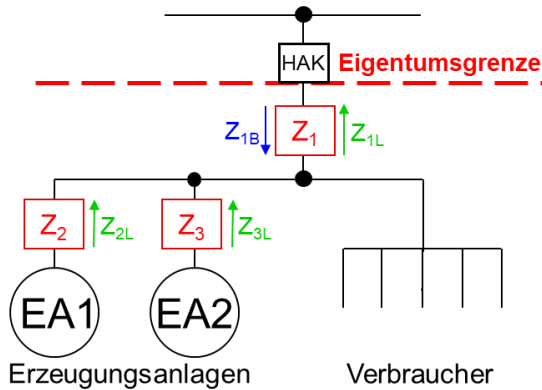 HAK Eigentumsgrenze
Z1B Z1 Z1L
Z2 Z2L Z3 Z3L
EA1 EA2
Erzeugungsanlagen Verbraucher